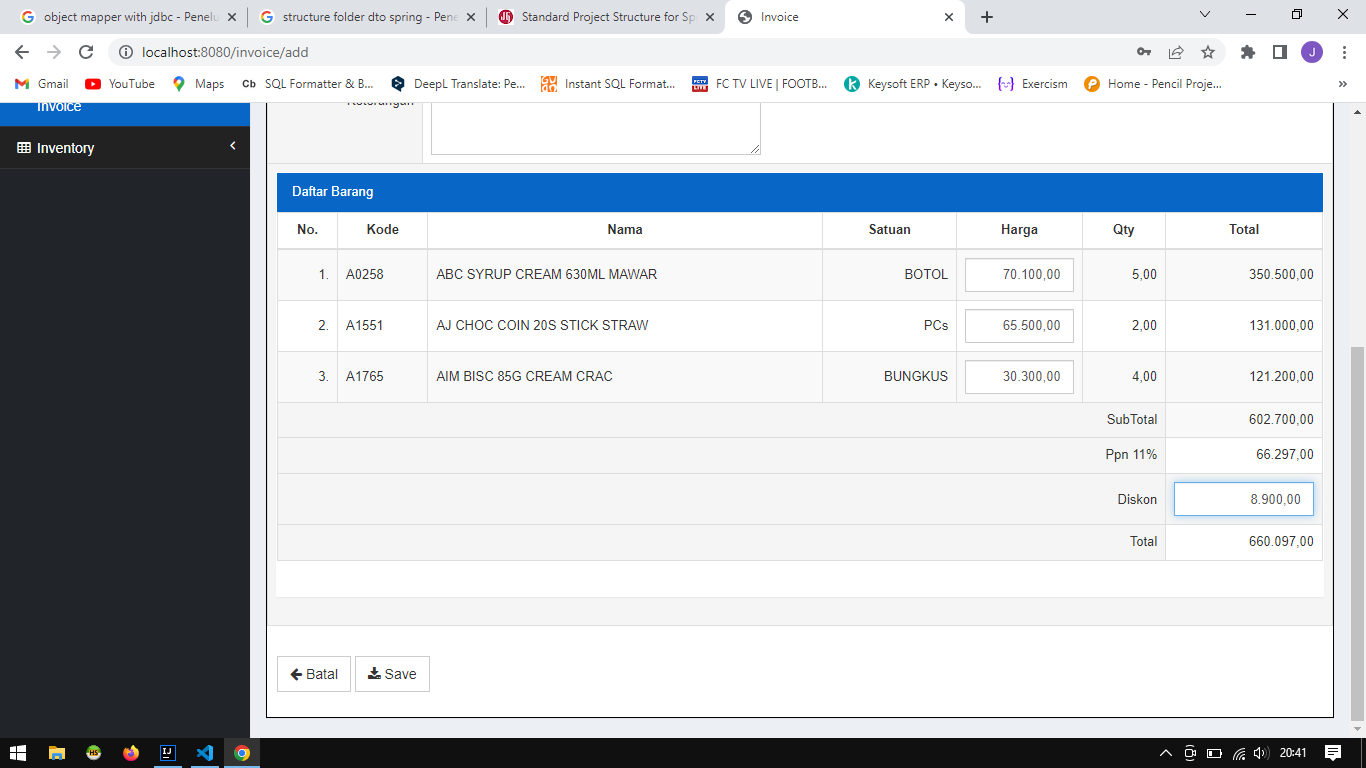 object mapper with jdbc - Penelu
structure folder dto spring - Pene
Standard Project Structure for Sp
Invoice
localhost:8080/invoice/add
J
Gmail
YouTube
Maps
Cb SQL Formatter & B...
DeepL Translate: Pe...
Instant SQL Format...
FC TV LIVE | FOOTB...
Keysoft ERP • Keyso...
Exercism
Home - Pencil Proje...
»
Invoice
Keterangan
Inventory
Daftar Barang
No. Kode Nama Satuan Harga Qty Total
1. A0258 ABC SYRUP CREAM 630ML MAWAR BOTOL 70.100,00 5,00 350.500,00
2. A1551 AJ CHOC COIN 20S STICK STRAW PCs 65.500,00 2,00 131.000,00
3. A1765 AIM BISC 85G CREAM CRAC BUNGKUS 30.300,00 4,00 121.200,00
SubTotal 602.700,00
Ppn 11% 66.297,00
Diskon 8.900,00
Total 660.097,00
Batal
Save
20:41